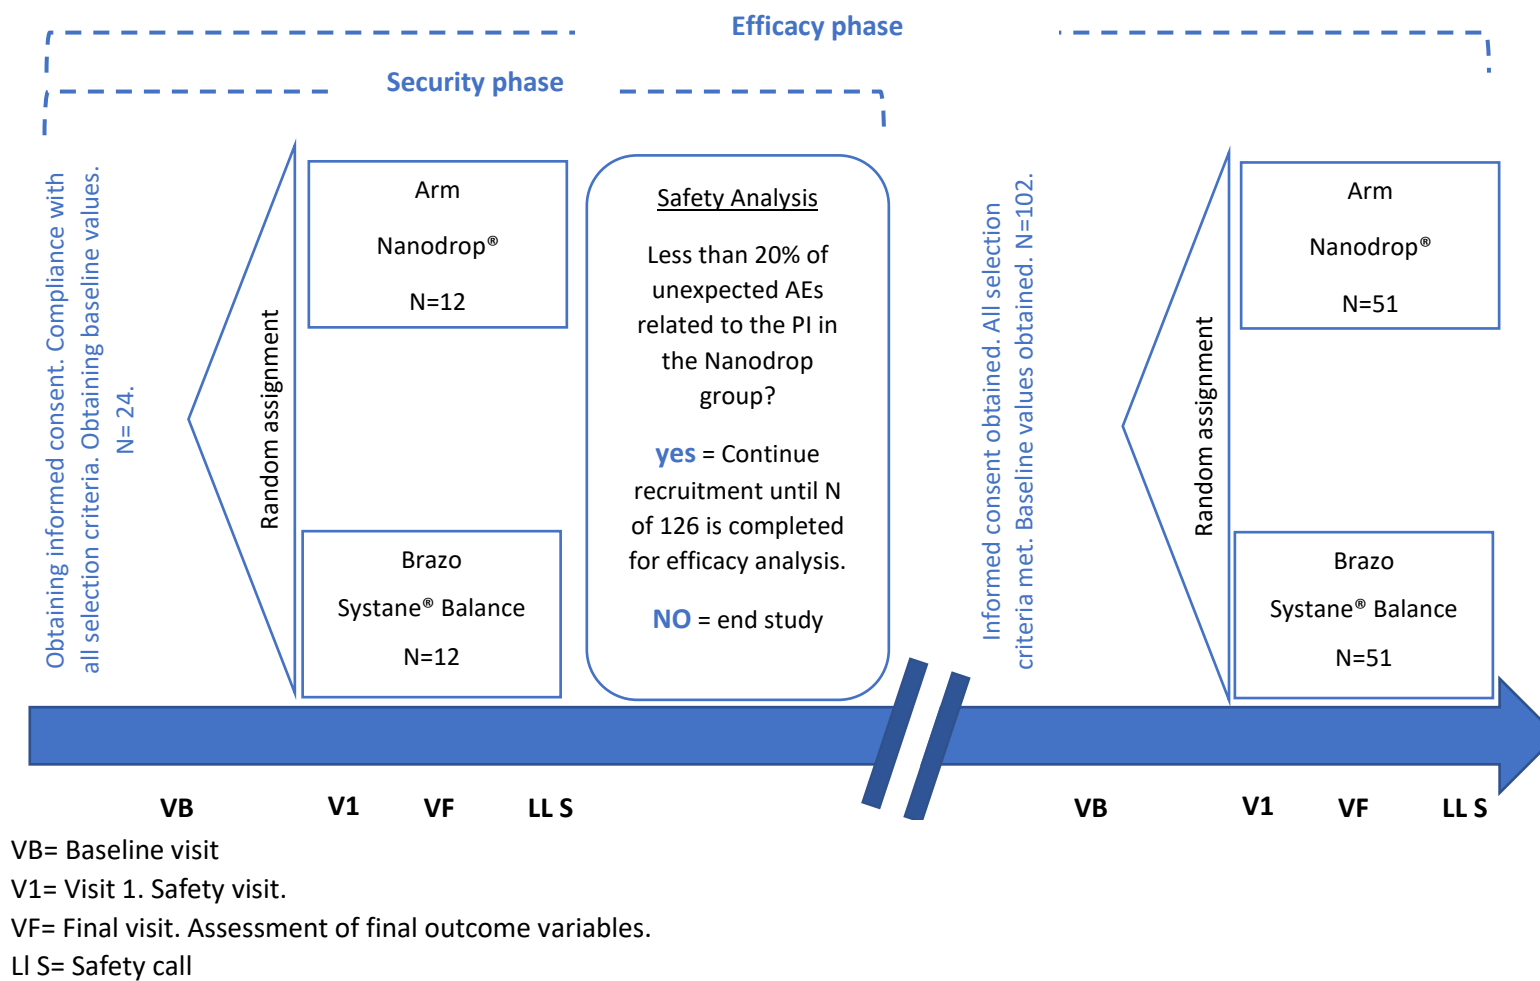 Efficacy phase
Security phase
Obtaining informed consent. Compliance with
all selection criteria. Obtaining baseline values.
N= 24.
Random assignment
Arm
Nanodrop®
N=12
Brazo
Systane® Balance
N=12
Safety Analysis
Less than 20% of
unexpected AEs
related to the PI in
the Nanodrop
group?
yes = Continue
recruitment until N
of 126 is completed
for efficacy analysis.
NO = end study
Informed consent obtained. All selection
criteria met. Baseline values obtained. N=102.
Random assignment
Arm
Nanodrop®
N=51
Brazo
Systane® Balance
N=51
VB V1 VF LL S VB V1 VF LL S
VB= Baseline visit
V1= Visit 1. Safety visit.
VF= Final visit. Assessment of final outcome variables.
Ll S= Safety call